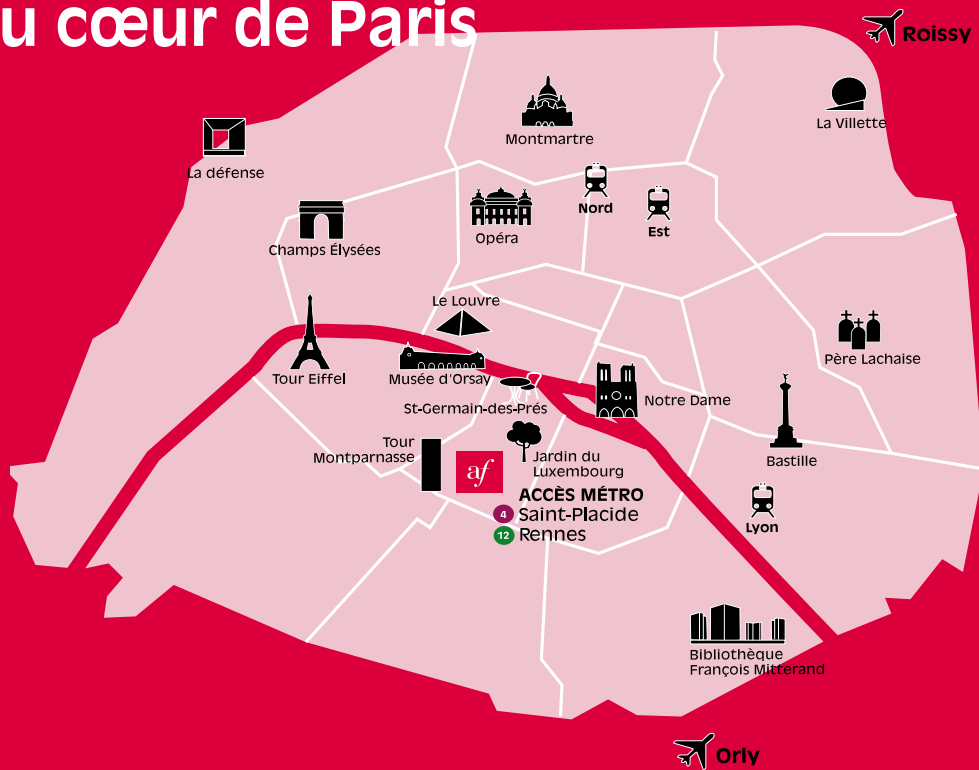 u cœur de Paris
Roissy
La Villette
Montmartre
La défense
Nord
Est
Opéra
Champs Élysées
Le Louvre
Père Lachaise
Tour Eiffel
Musée d'Orsay
Notre Dame
St-Germain-des-Prés
Tour
Montparnasse
af
Jardin du
Luxembourg
Bastille
ACCÈS MÉTRO
4 Saint-Placide
12 Rennes
Lyon
Bibliothèque
François Mitterand
Orly